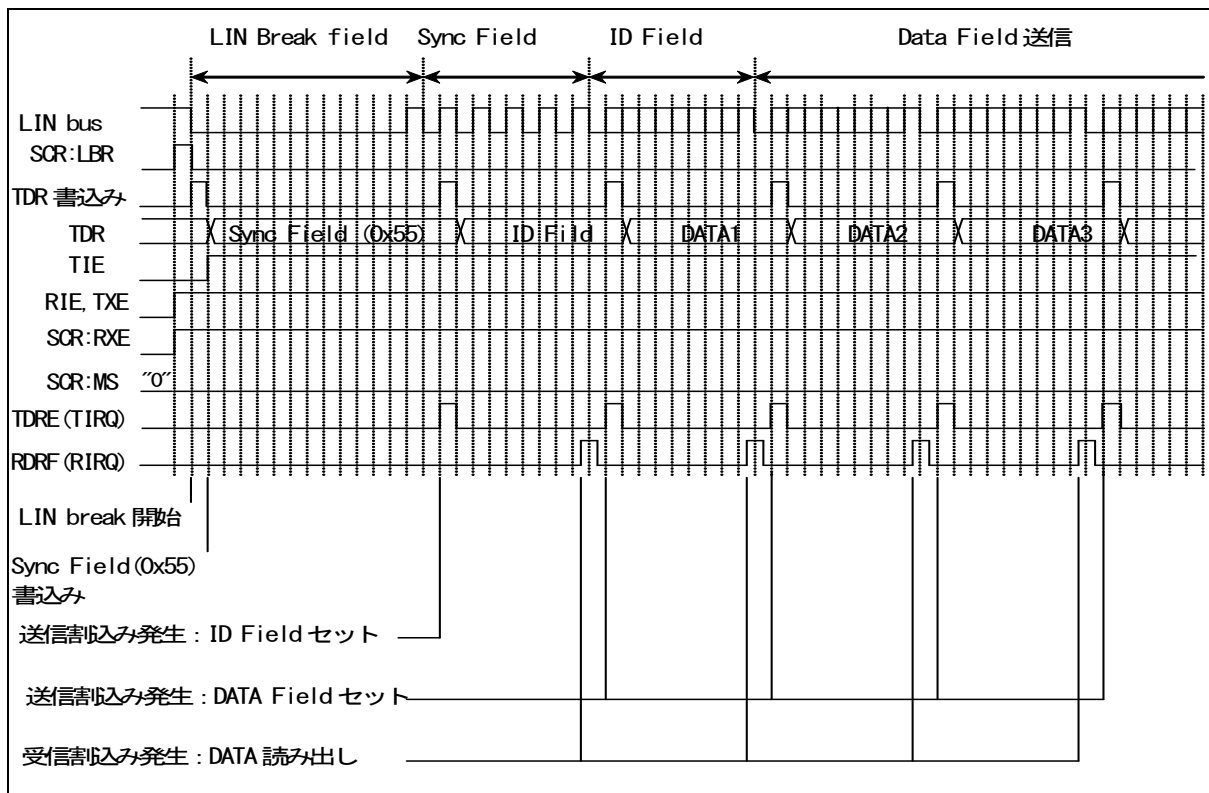 LIN Break field Sync Field ID Field Data Field 送信
LIN bus
SCR:LBR
TDR 書込み
TDR Sync Field (0x55) ID Fild DATA1 DATA2 DATA3
TIE
RIE,TXE
SCR:RXE
SCR:MS "0"
TDRE(TIRQ)
RDRF(RIRQ)
LIN break 開始
Sync Field(0x55)
書込み
送信割込み発生：ID Field セット
送信割込み発生：DATA Field セット
受信割込み発生：DATA 読み出し